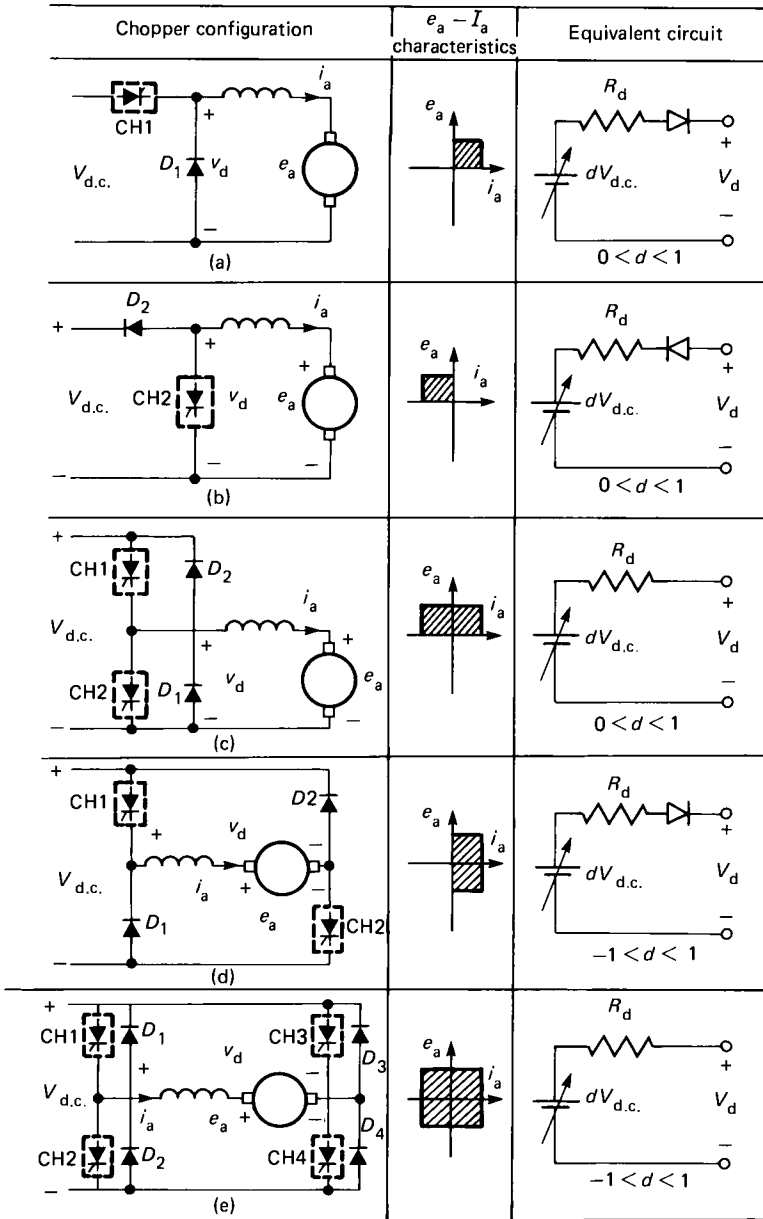 Chopper configuration
e_a – I_a
characteristics
Equivalent circuit
i_a
CH1
+
D_1
v_d
e_a
V_d.c.
–
(a)
e_a
i_a
R_d
+
dV_d.c.
V_d
–
0 < d < 1
D_2
i_a
+
+
+
V_d.c.
CH2
v_d
e_a
–
–
–
(b)
e_a
i_a
R_d
+
dV_d.c.
V_d
–
0 < d < 1
+
CH1
D_2
i_a
V_d.c.
+
+
CH2
D_1
v_d
e_a
–
–
–
(c)
e_a
i_a
R_d
+
dV_d.c.
V_d
–
0 < d < 1
+
CH1
D2
+
v_d
–
V_d.c.
i_a
+
–
D_1
e_a
CH2
–
(d)
e_a
i_a
R_d
+
dV_d.c.
V_d
–
–1 < d < 1
+
CH1
D_1
v_d
CH3
D_3
+
–
V_d.c.
i_a
e_a
+
–
D_4
CH2
D_2
CH4
–
(e)
e_a
i_a
R_d
+
dV_d.c.
V_d
–
–1 < d < 1